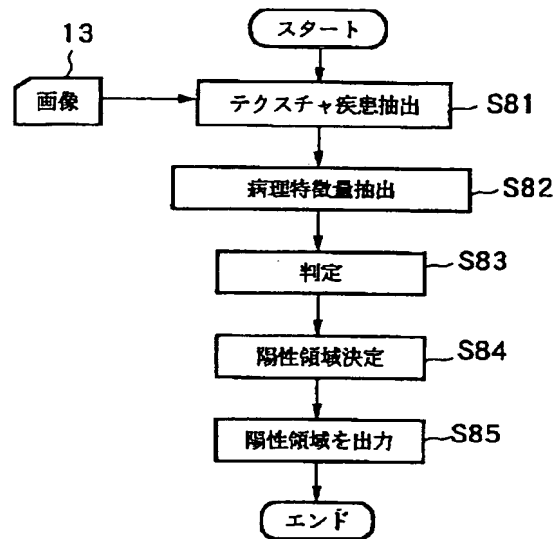 スタート
13
画像
テクスチャ疾患抽出
S81
病理特徴量抽出
S82
判定
S83
陽性領域決定
S84
陽性領域を出力
S85
エンド